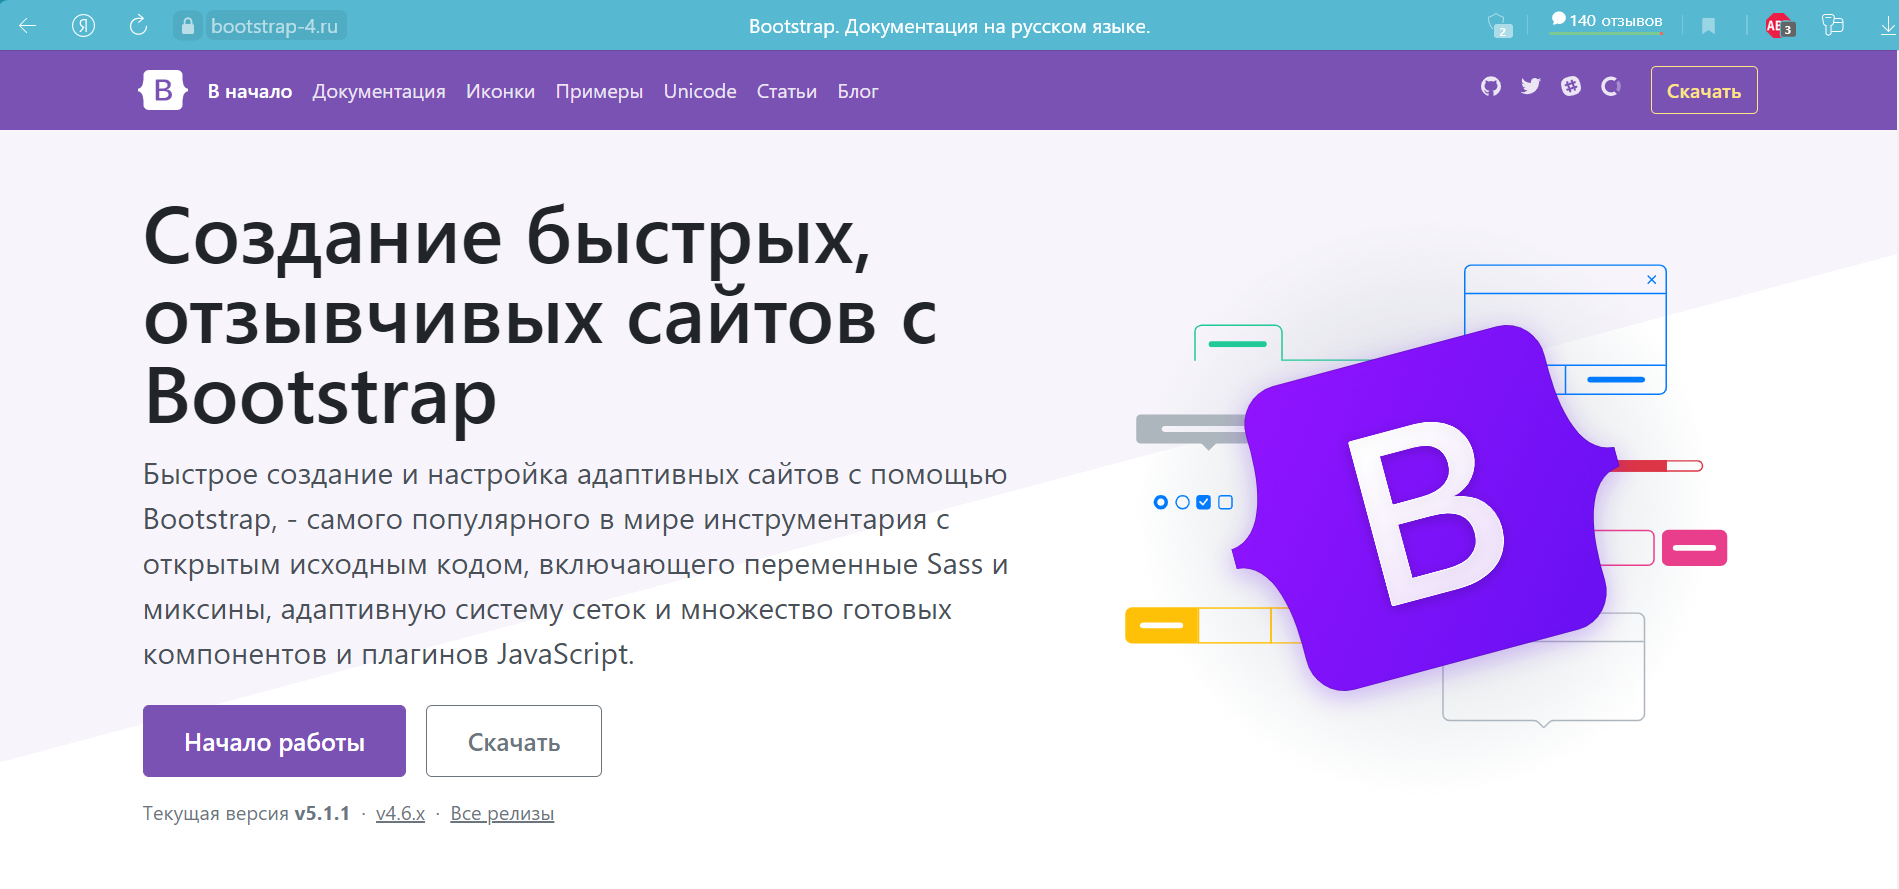 Я
bootstrap-4.ru
Bootstrap. Документация на русском языке.
2
140 отзывов
3
B
В начало
Документация
Иконки
Примеры
Unicode
Статьи
Блог
Скачать
Создание быстрых,
отзывчивых сайтов с
Bootstrap
B
Быстрое создание и настройка адаптивных сайтов с помощью
Bootstrap, - самого популярного в мире инструментария с
открытым исходным кодом, включающего переменные Sass и
миксины, адаптивную систему сеток и множество готовых
компонентов и плагинов JavaScript.
Начало работы
Скачать
Текущая версия v5.1.1 · v4.6.x · Все релизы